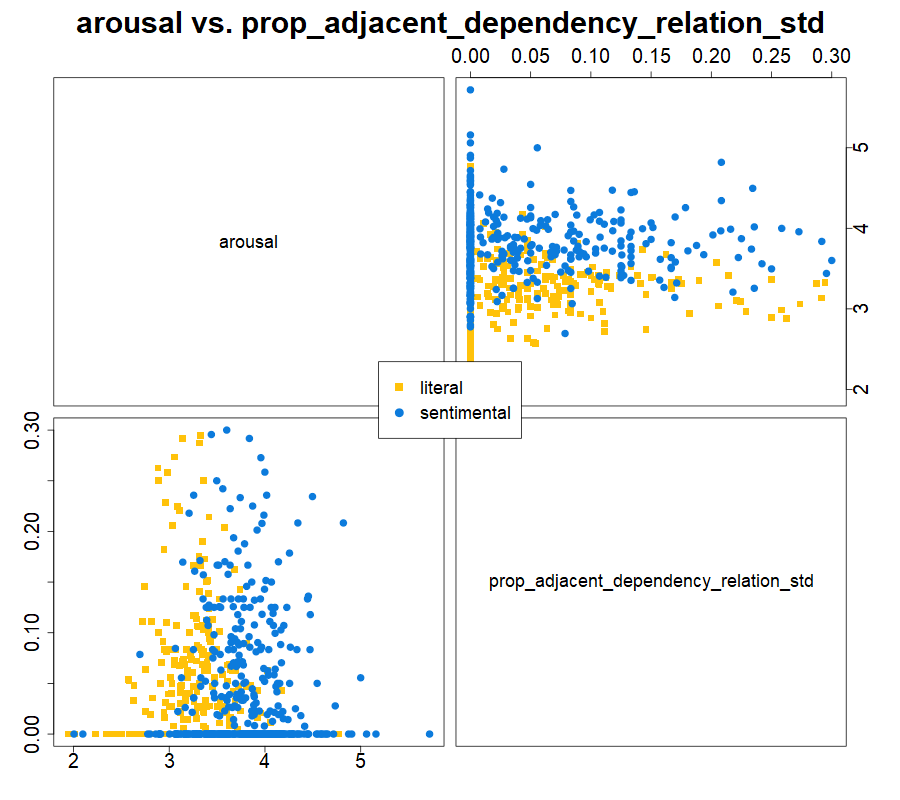 arousal vs. prop_adjacent_dependency_relation_std
0.00 0.05 0.10 0.15 0.20 0.25 0.30
arousal
5
4
3
2
literal
sentimental
0.30
0.20
0.10
0.00
prop_adjacent_dependency_relation_std
2 3 4 5